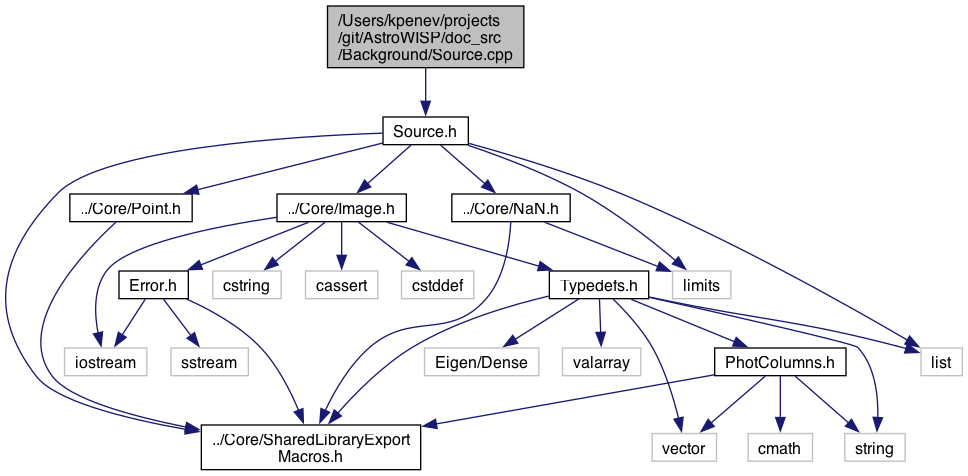 /Users/kpenev/projects
/git/AstroWISP/doc_src
/Background/Source.cpp
Source.h
../Core/Point.h
../Core/Image.h
../Core/NaN.h
Error.h
cstring
cassert
cstddef
Typedefs.h
limits
iostream
sstream
Eigen/Dense
valarray
PhotColumns.h
list
../Core/SharedLibraryExport
Macros.h
vector
cmath
string